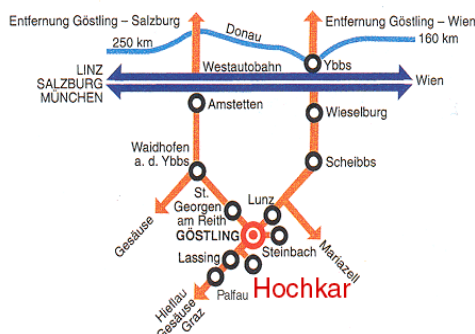 Entfernung Göstling – Salzburg
Entfernung Göstling – Wien
250 km
Donau
160 km
LINZ
SALZBURG
MÜNCHEN
Westautobahn
Ybbs
Wien
Amstetten
Wieselburg
Waidhofen
a. d. Ybbs
Scheibbs
St.
Georgen
am Reith
Lunz
GÖSTLING
Gesäuse
Steinbach
Mariazell
Lassing
Palfau
Hochkar
Hieflau
Gesäuse
Graz